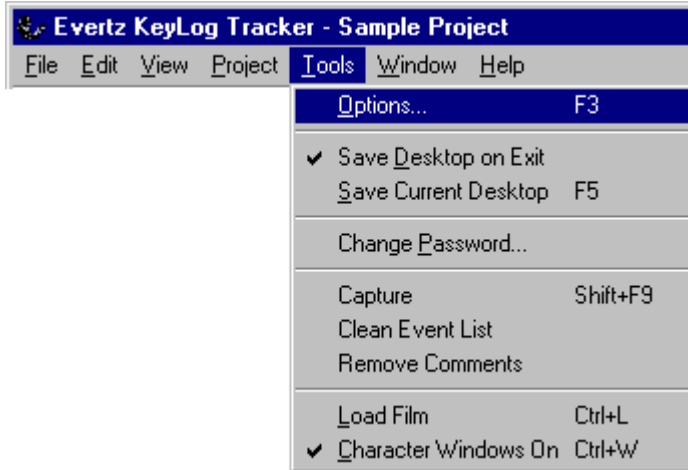 Evertz KeyLog Tracker - Sample Project
File Edit View Project Tools Window Help
Options... F3
Save Desktop on Exit
Save Current Desktop F5
Change Password...
Capture Shift+F9
Clean Event List
Remove Comments
Load Film Ctrl+L
Character Windows On Ctrl+W